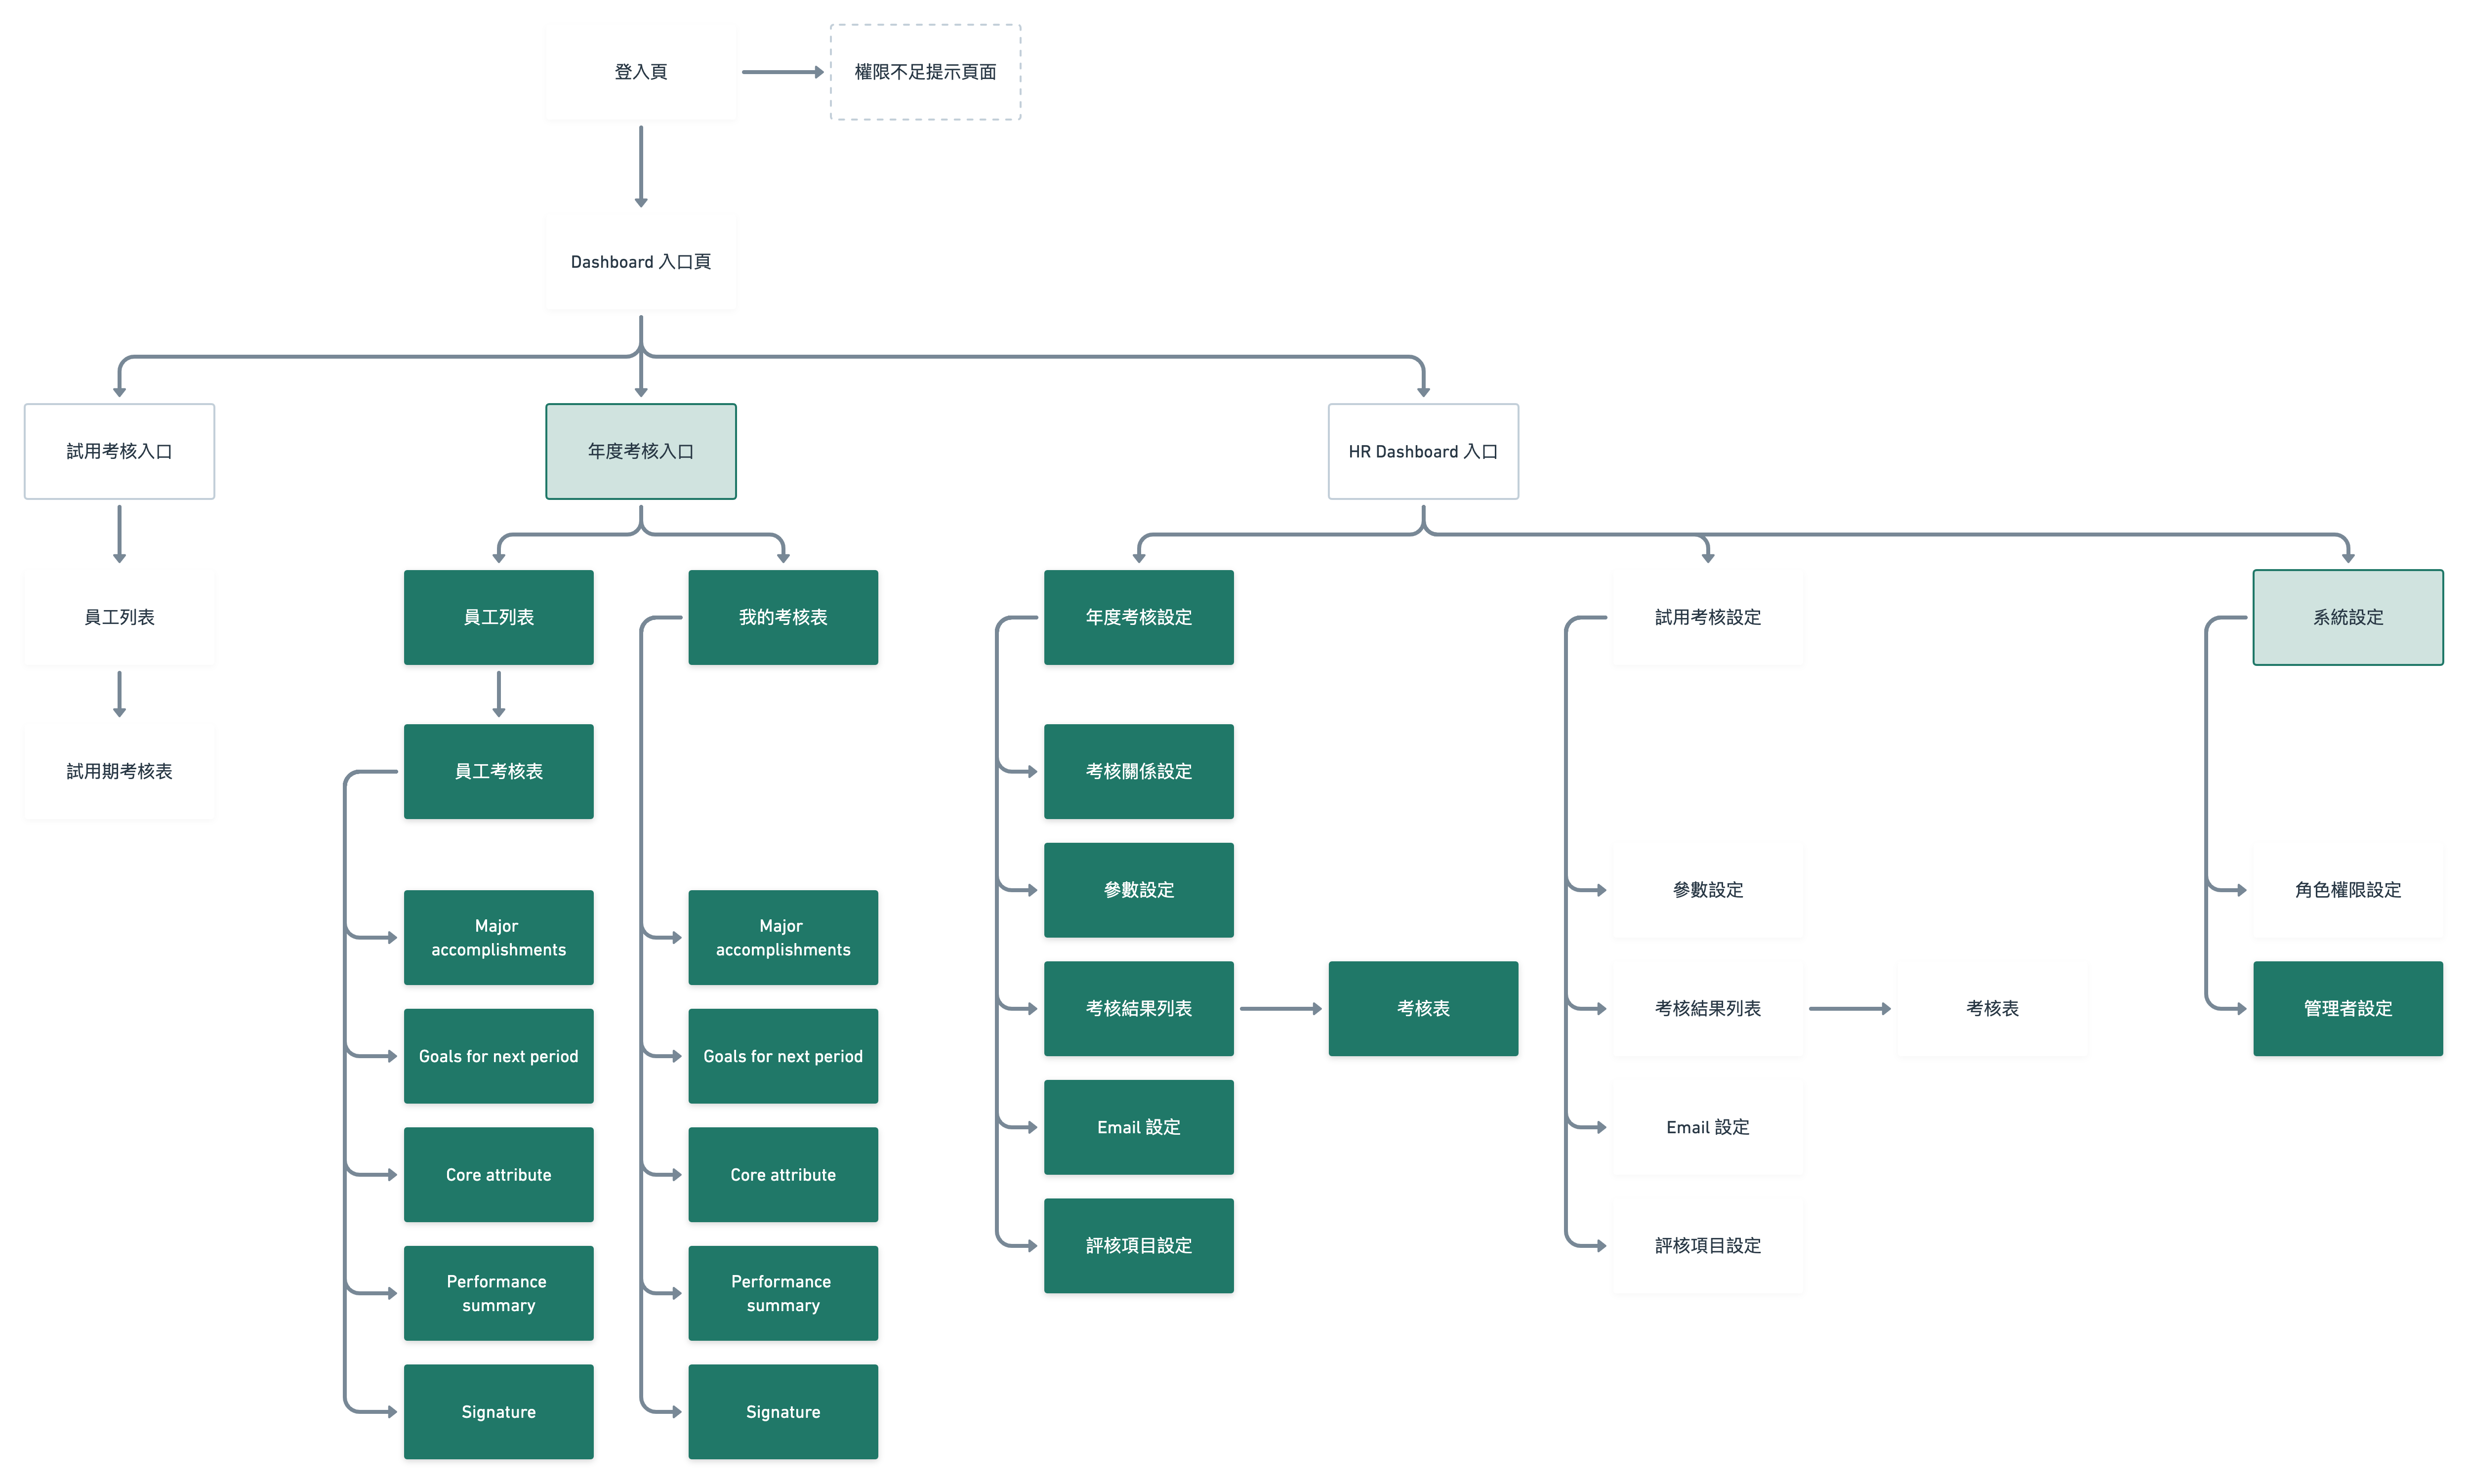 登入頁
權限不足提示頁面
Dashboard 入口頁
試用考核入口
年度考核入口
HR Dashboard 入口
員工列表
員工列表
我的考核表
年度考核設定
試用考核設定
系統設定
試用期考核表
員工考核表
考核關係設定
參數設定
參數設定
角色權限設定
Major
accomplishments
Major
accomplishments
考核結果列表
考核表
考核結果列表
考核表
管理者設定
Goals for next period
Goals for next period
Email 設定
Email 設定
Core attribute
Core attribute
評核項目設定
評核項目設定
Performance
summary
Performance
summary
Signature
Signature